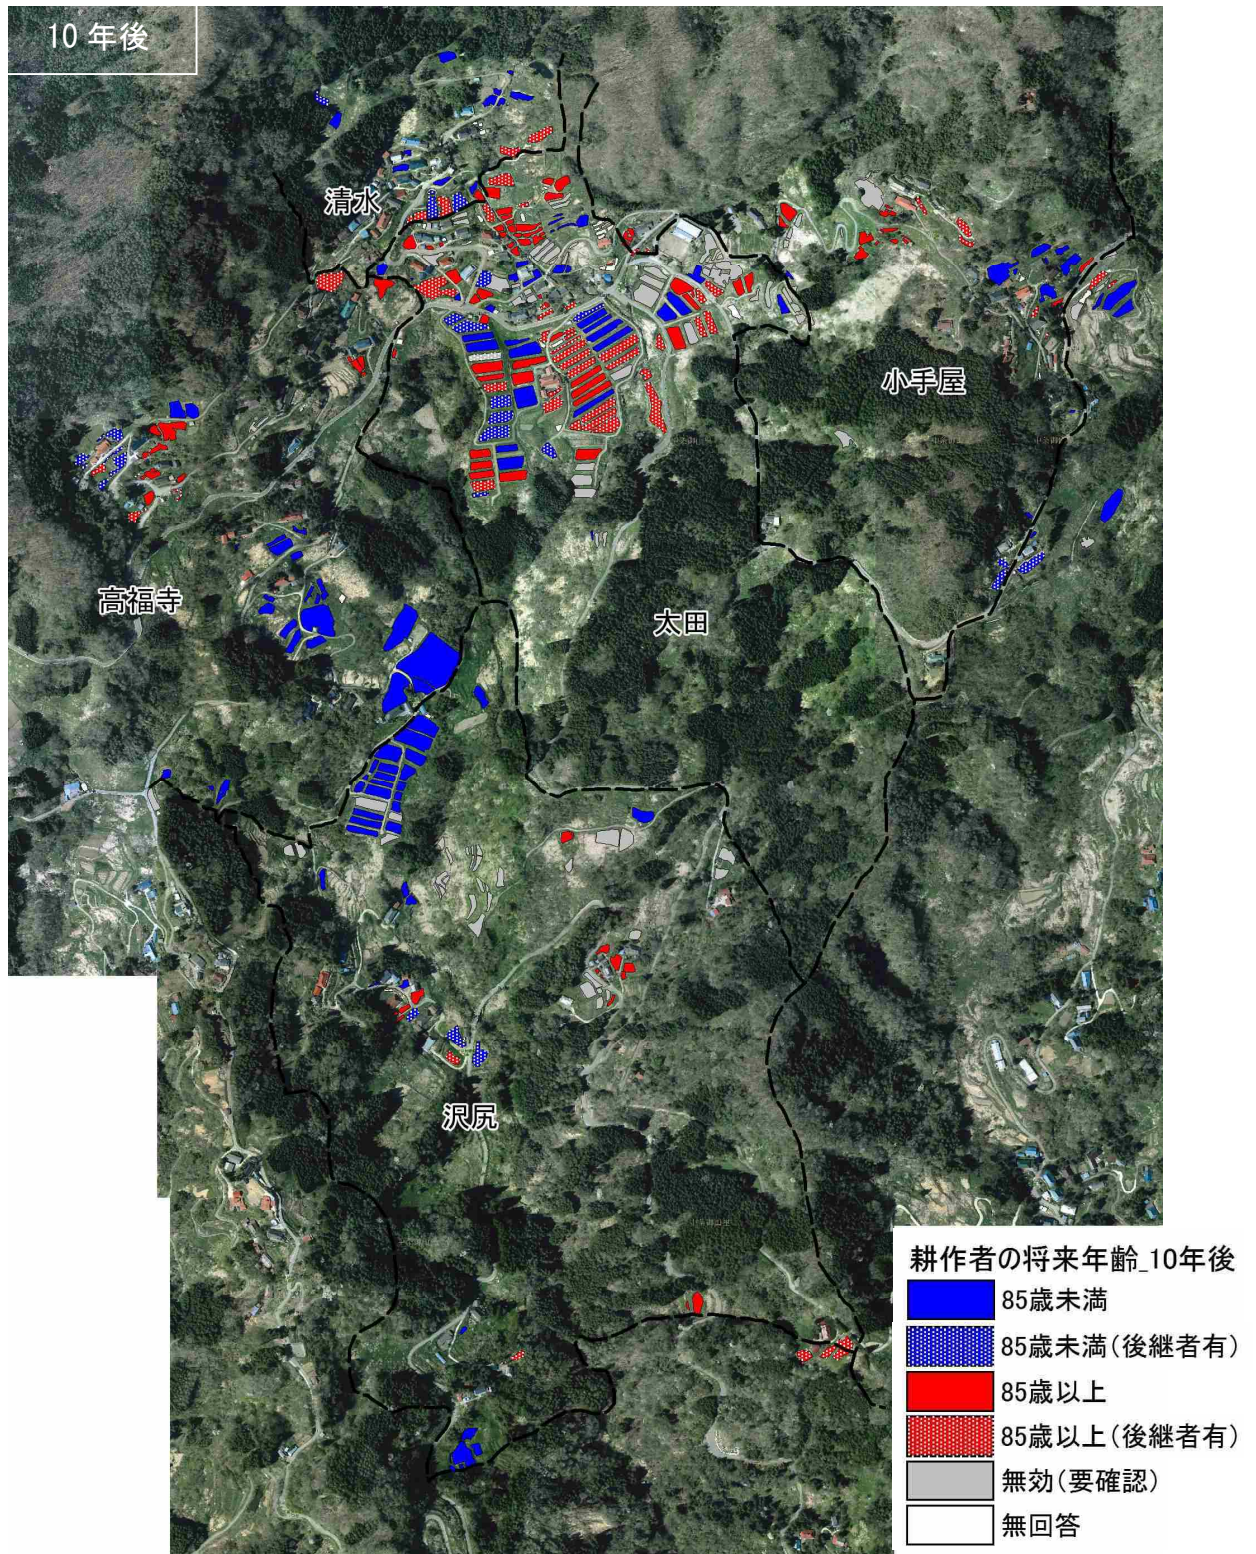 10年後
清水
小手屋
高福寺
太田
沢尻
耕作者の将来年齢_10年後
85歳未満
85歳未満(後継者有)
85歳以上
85歳以上(後継者有)
無効(要確認)
無回答